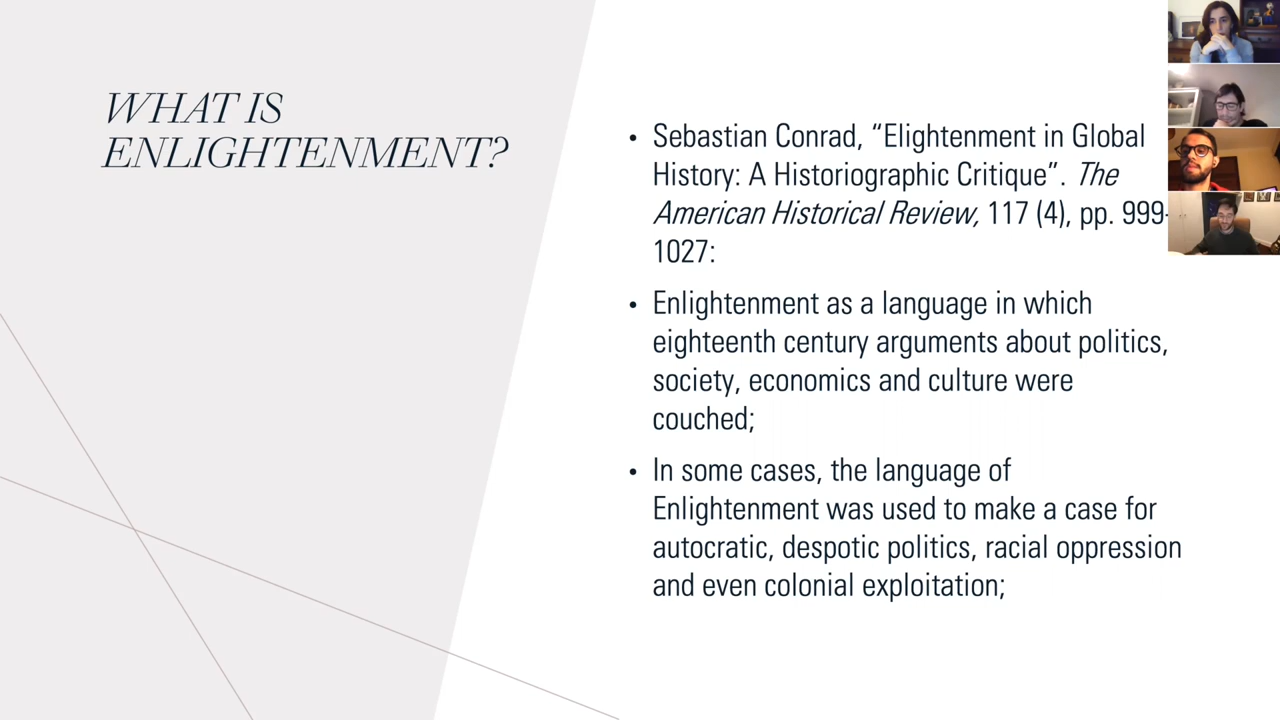 WHAT IS
ENLIGHTENMENT?
• Sebastian Conrad, “Elightenment in Global
History: A Historiographic Critique”. The
American Historical Review, 117 (4), pp. 999-
1027:
• Enlightenment as a language in which
eighteenth century arguments about politics,
society, economics and culture were
couched;
• In some cases, the language of
Enlightenment was used to make a case for
autocratic, despotic politics, racial oppression
and even colonial exploitation;